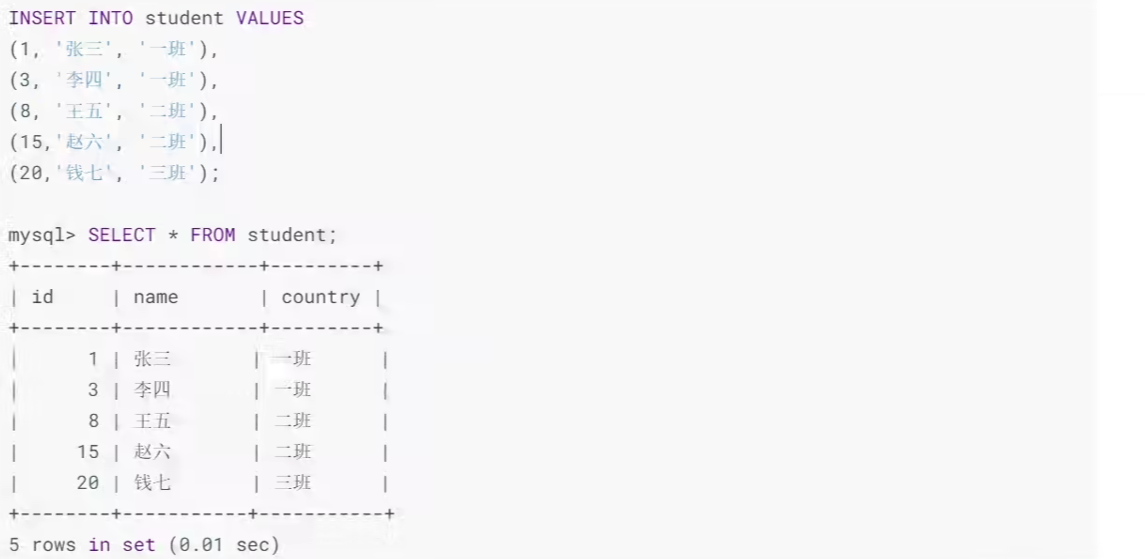 INSERT INTO student VALUES
(1, '张三', '一班'),
(3, '李四', '一班'),
(8, '王五', '二班'),
(15,'赵六', '二班'),
(20,'钱七', '三班');
mysql> SELECT * FROM student;
+--------+------------+---------+
| id     | name       | country |
+--------+------------+---------+
|      1 | 张三       | 一班      |
|      3 | 李四       | 一班      |
|      8 | 王五       | 二班      |
|     15 | 赵六       | 二班      |
|     20 | 钱七       | 三班      |
+--------+-----------+-----------+
5 rows in set (0.01 sec)